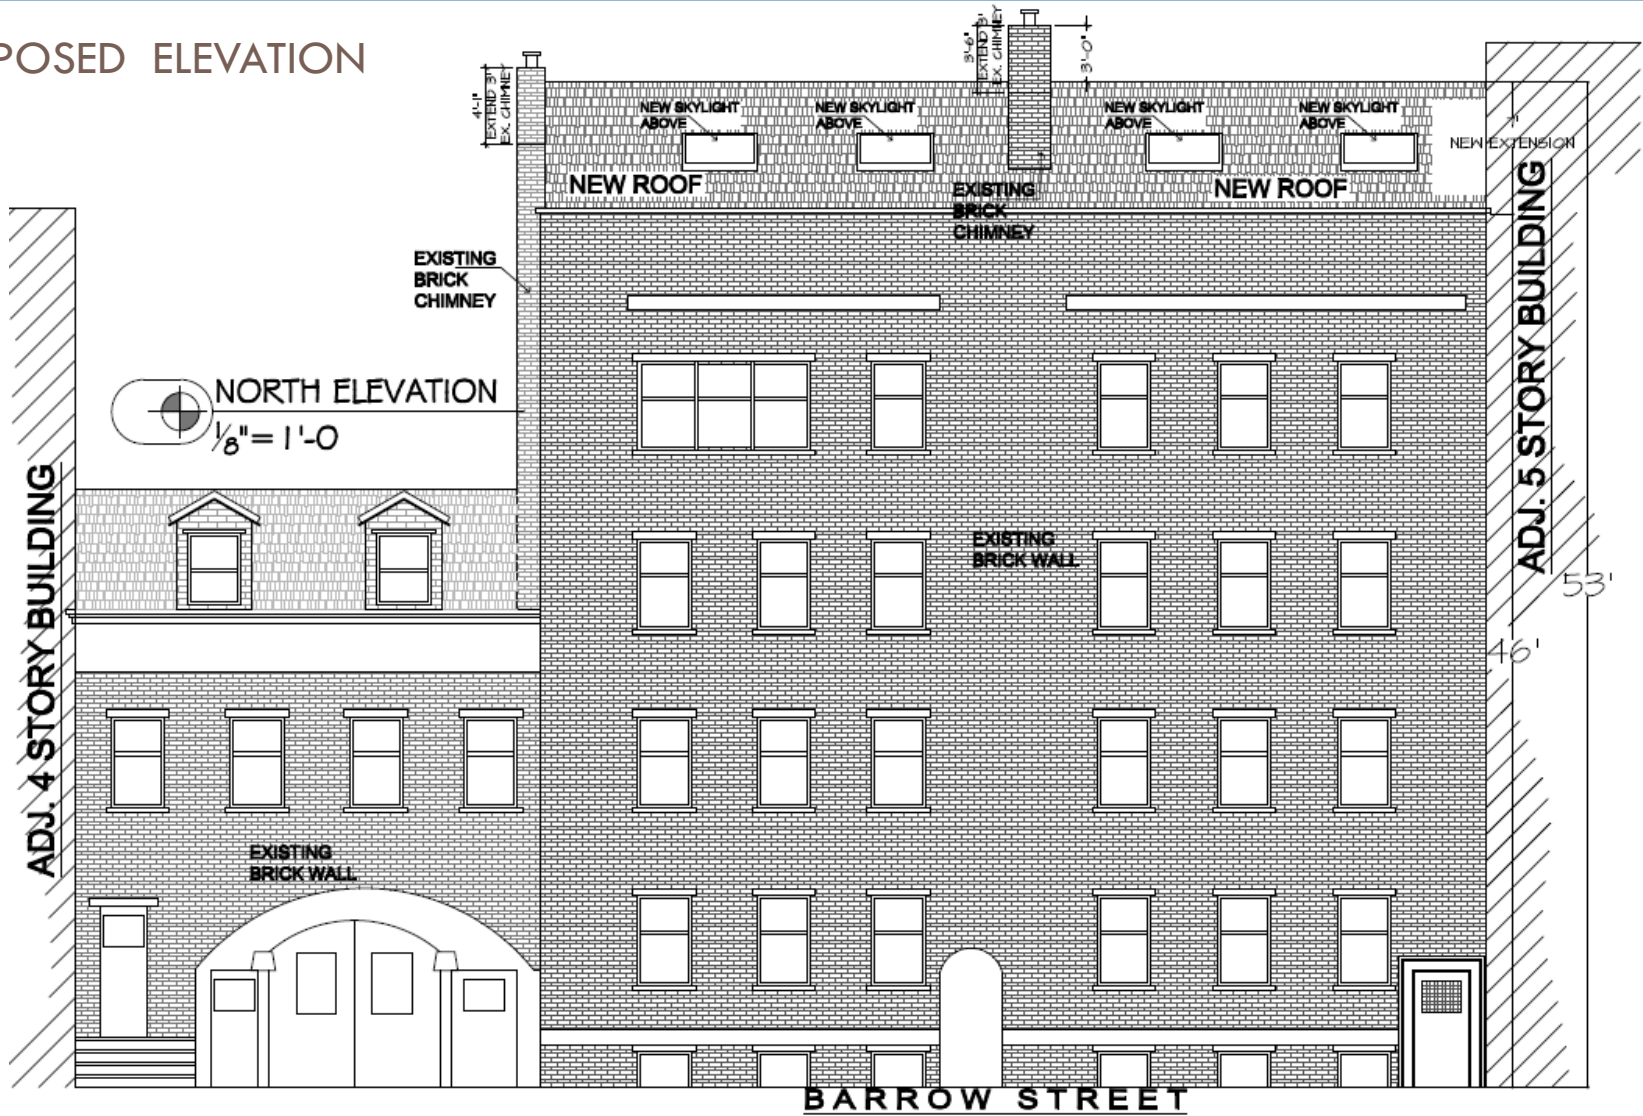 POSED ELEVATION
4'-1"
EXTEND 3'
EX. CHIMNEY
3'-6"
EXTEND 3'
EX. CHIMNEY
3'-0"
NEW SKYLIGHT
ABOVE
NEW SKYLIGHT
ABOVE
NEW SKYLIGHT
ABOVE
NEW SKYLIGHT
ABOVE
7'
NEW EXTENSION
NEW ROOF
EXISTING
BRICK
CHIMNEY
NEW ROOF
EXISTING
BRICK
CHIMNEY
NORTH ELEVATION
1/8"= 1'-0
ADJ. 4 STORY BUILDING
ADJ. 5 STORY BUILDING
EXISTING
BRICK WALL
53'
46'
EXISTING
BRICK WALL
BARROW STREET